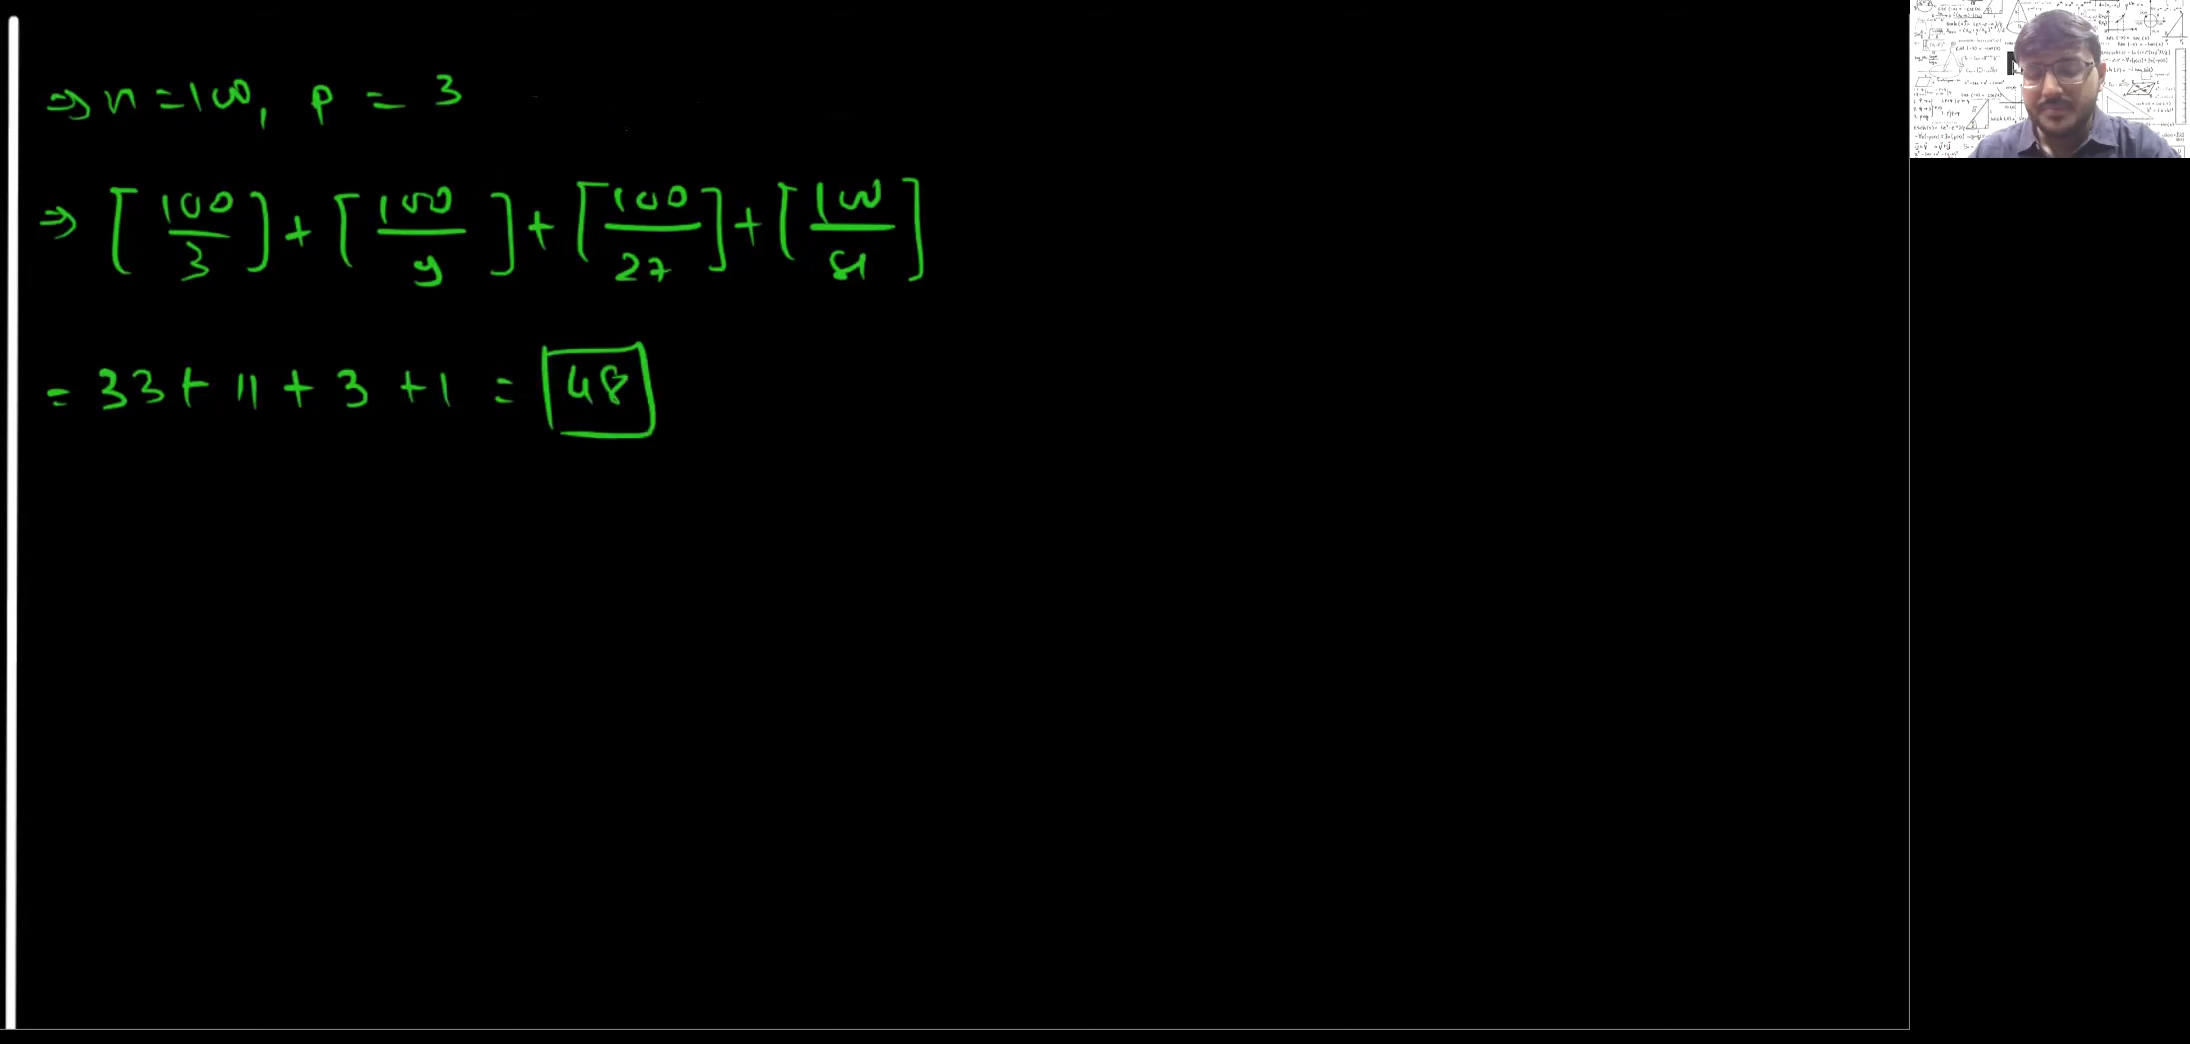 ⇒ n = 100, p = 3
⇒ [100/3] + [100/9] + [100/27] + [100/81]
= 33 + 11 + 3 + 1 = 48